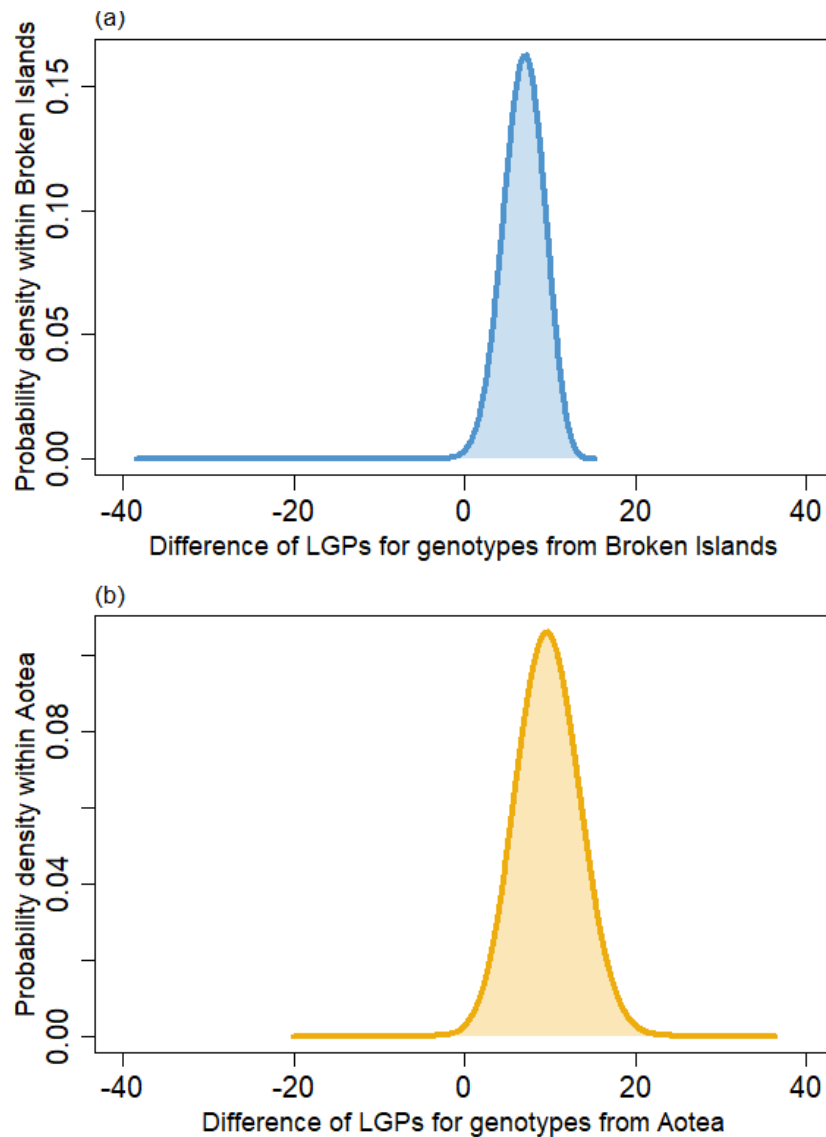 (a)
Probability density within Broken Islands
0.00
0.05
0.10
0.15
-40
-20
0
20
40
Difference of LGPs for genotypes from Broken Islands
(b)
Probability density within Aotea
0.00
0.04
0.08
-40
-20
0
20
40
Difference of LGPs for genotypes from Aotea